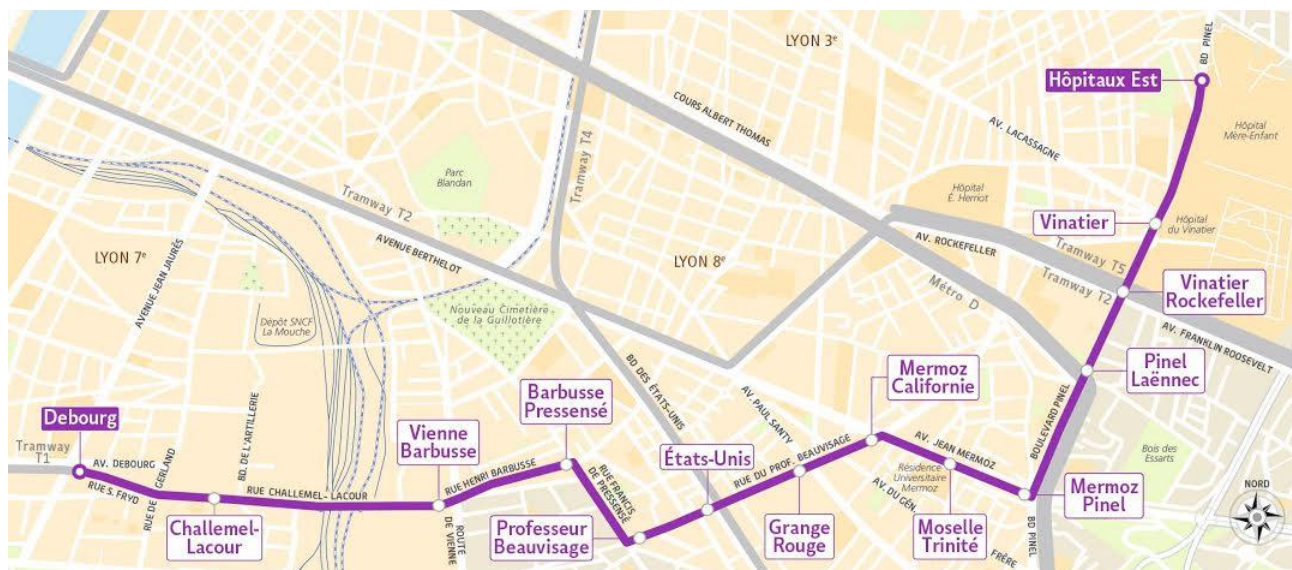 LYON 3e
BD PINEL
Hôpitaux Est
COURS ALBERT THOMAS
AV. LACASSAGNE
Hôpital
Mère-Enfant
Tramway T4
Parc
Blandan
Tramway T2
Hôpital
É. Herriot
Vinatier
Hôpital
du Vinatier
AVENUE BERTHELOT
AV. ROCKEFELLER
Tramway T5
Tramway T2
LYON 7e
AVENUE JEAN JAURÈS
LYON 8e
Métro D
Vinatier
Rockefeller
Nouveau Cimetière
de la Guillotière
Dépôt SNCF
La Mouche
AV. FRANKLIN ROOSEVELT
BD DES ÉTATS-UNIS
Mermoz
Californie
Pinel
Laënnec
Barbusse
Pressensé
AV. PAUL SANTY
BOULEVARD PINEL
Debourg
BD. DE L'ARTILLERIE
Vienne
Barbusse
États-Unis
AV. JEAN MERMOZ
Bois des
Essarts
Tramway
T1
AV. DEBOURG
RUE S. FRYD
RUE DE GERLAND
RUE CHALLEMEL-LACOUR
RUE HENRI BARBUSSE
RUE FRANCIS
DE PRESSENSÉ
RUE DU PROF. BEAUVISAGE
Résidence
Universitaire
Mermoz
AV. DU GÉN.
FRÈRE
Mermoz
Pinel
Challemel-
Lacour
ROUTE
DE VIENNE
Professeur
Beauvisage
Grange
Rouge
Moselle
Trinité
BD PINEL
NORD